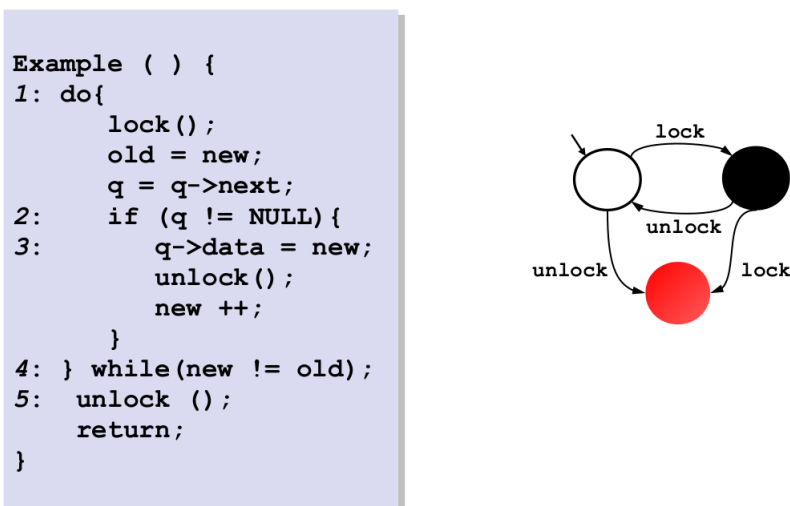 Example ( ) {
1: do{
lock();
old = new;
q = q->next;
2: if (q != NULL){
3: q->data = new;
unlock();
new ++;
}
4: } while(new != old);
5: unlock ();
return;
}
lock
unlock
unlock
lock